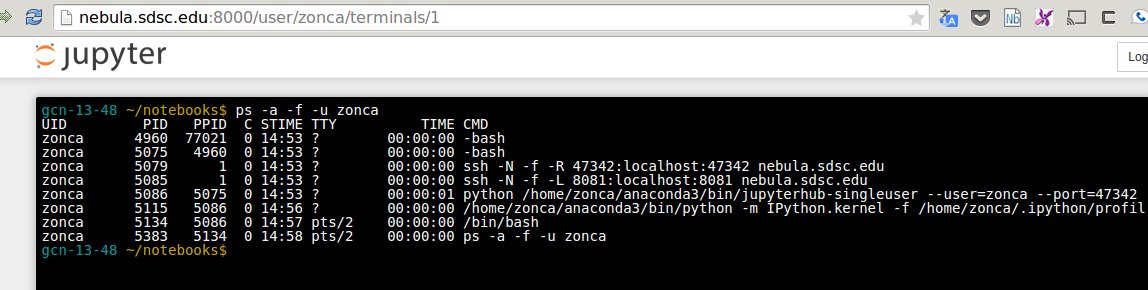 nebula.sdsc.edu:8000/user/zonca/terminals/1
jupyter
Log
gcn-13-48 ~/notebooks$ ps -a -f -u zonca
UID        PID  PPID  C STIME TTY          TIME CMD
zonca     4960 77021  0 14:53 ?        00:00:00 -bash
zonca     5075  4960  0 14:53 ?        00:00:00 -bash
zonca     5079     1  0 14:53 ?        00:00:00 ssh -N -f -R 47342:localhost:47342 nebula.sdsc.edu
zonca     5085     1  0 14:53 ?        00:00:00 ssh -N -f -L 8081:localhost:8081 nebula.sdsc.edu
zonca     5086  5075  0 14:53 ?        00:00:01 python /home/zonca/anaconda3/bin/jupyterhub-singleuser --user=zonca --port=47342
zonca     5115  5086  0 14:56 ?        00:00:00 /home/zonca/anaconda3/bin/python -m IPython.kernel -f /home/zonca/.ipython/profil
zonca     5134  5086  0 14:57 pts/2    00:00:00 /bin/bash
zonca     5383  5134  0 14:58 pts/2    00:00:00 ps -a -f -u zonca
gcn-13-48 ~/notebooks$